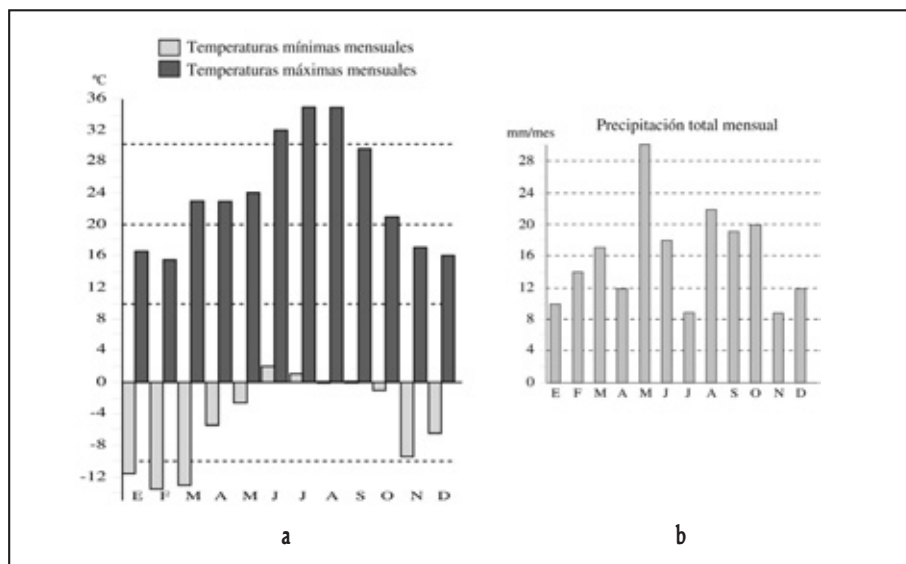 Temperaturas mínimas mensuales
Temperaturas máximas mensuales
ºC
36
32
28
24
20
16
12
8
4
0
-4
-8
-12
E F M A M J J A S O N D
a
Precipitación total mensual
mm/mes
28
24
20
16
12
8
4
0
E F M A M J J A S O N D
b